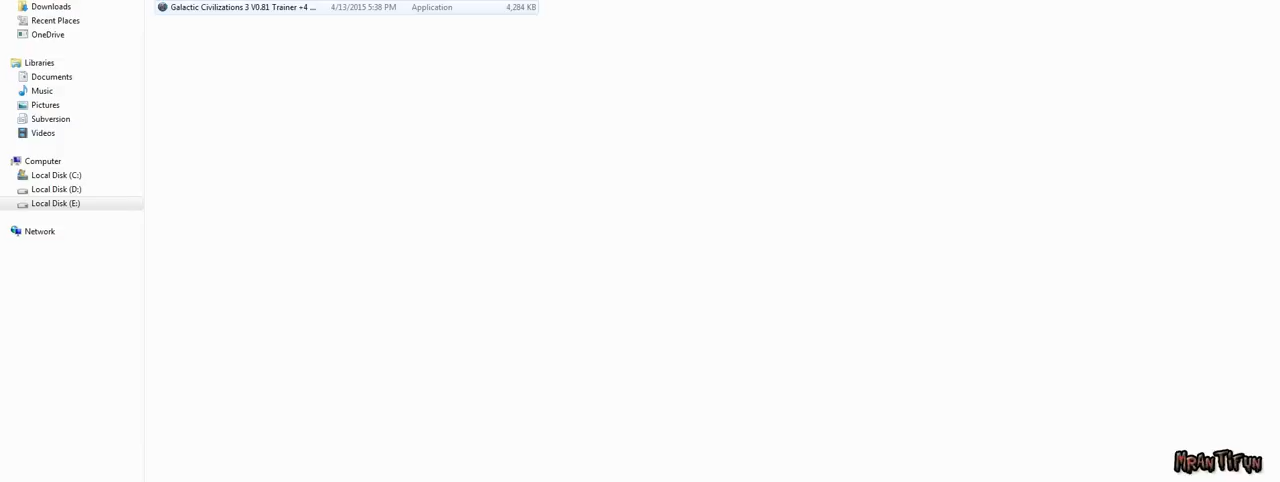 Downloads
Recent Places
OneDrive
Libraries
Documents
Music
Pictures
Subversion
Videos
Computer
Local Disk (C:)
Local Disk (D:)
Local Disk (E:)
Network
Galactic Civilizations 3 V0.81 Trainer +4 ... 4/13/2015 5:38 PM Application 4,284 KB
MrAnTiFun